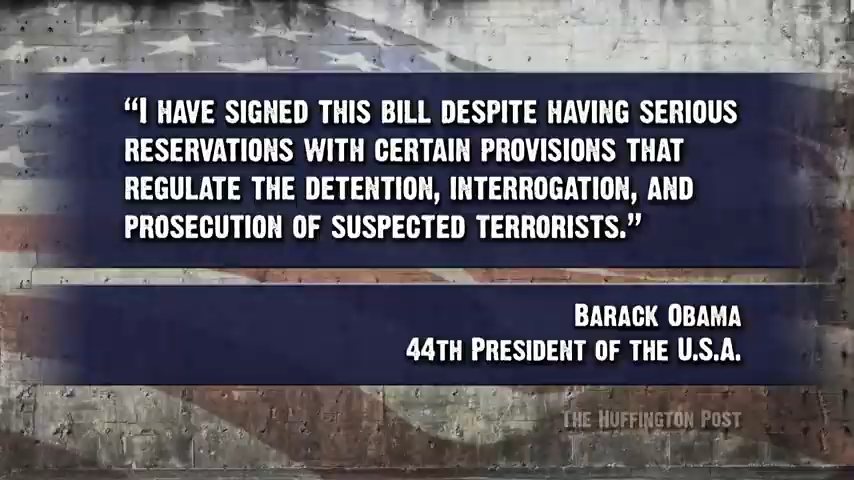 “I HAVE SIGNED THIS BILL DESPITE HAVING SERIOUS
RESERVATIONS WITH CERTAIN PROVISIONS THAT
REGULATE THE DETENTION, INTERROGATION, AND
PROSECUTION OF SUSPECTED TERRORISTS.”
BARACK OBAMA
44TH PRESIDENT OF THE U.S.A.
THE HUFFINGTON POST